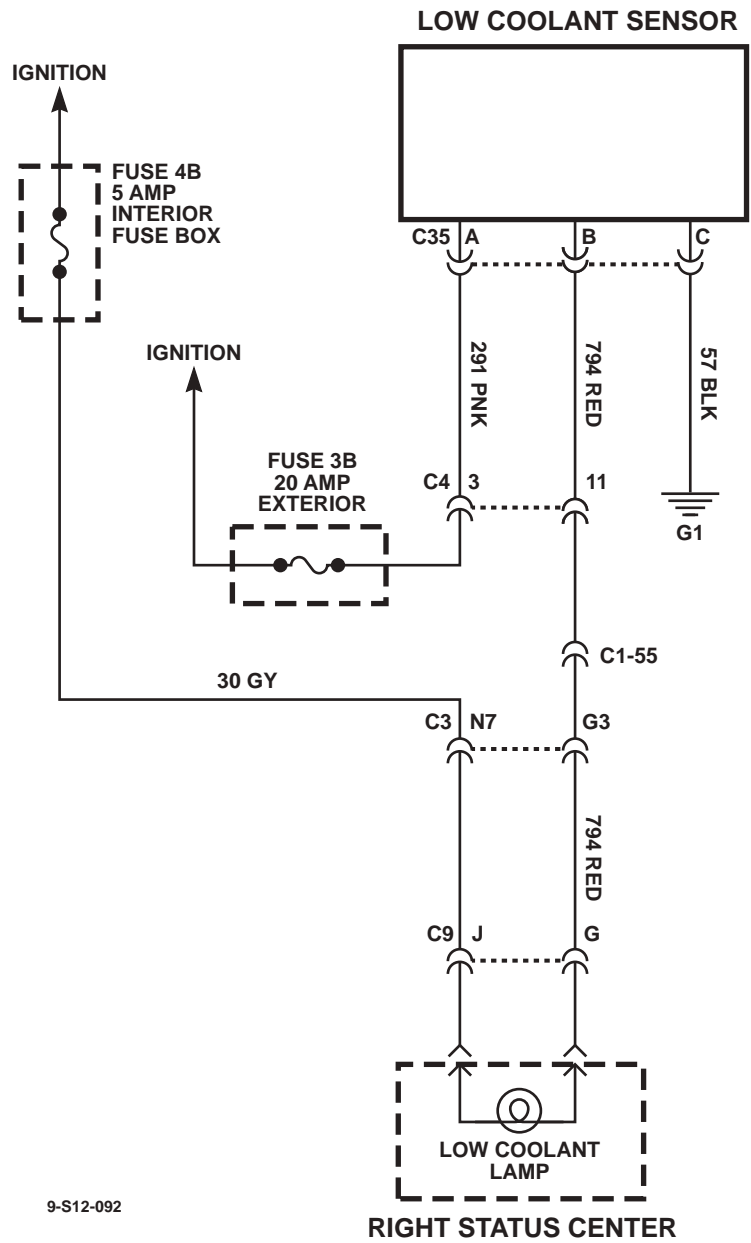 LOW COOLANT SENSOR
IGNITION
FUSE 4B
5 AMP
INTERIOR
FUSE BOX
C35 A
B
C
291 PNK
794 RED
57 BLK
IGNITION
FUSE 3B
20 AMP
EXTERIOR
C4 3
11
G1
C1-55
30 GY
C3 N7
G3
794 RED
C9 J
G
LOW COOLANT
LAMP
9-S12-092
RIGHT STATUS CENTER